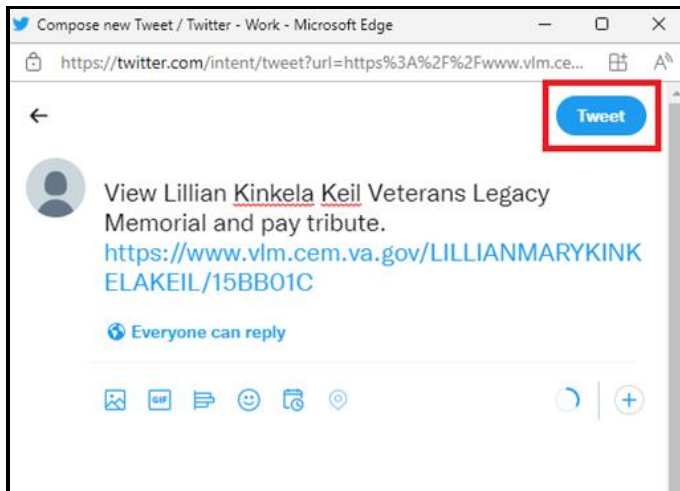 Compose new Tweet / Twitter - Work - Microsoft Edge
https://twitter.com/intent/tweet?url=https%3A%2F%2Fwww.vlm.ce...
Tweet
View Lillian Kinkela Keil Veterans Legacy
Memorial and pay tribute.
https://www.vlm.cem.va.gov/LILLIANMARYKINK
ELAKEIL/15BB01C
Everyone can reply
GIF